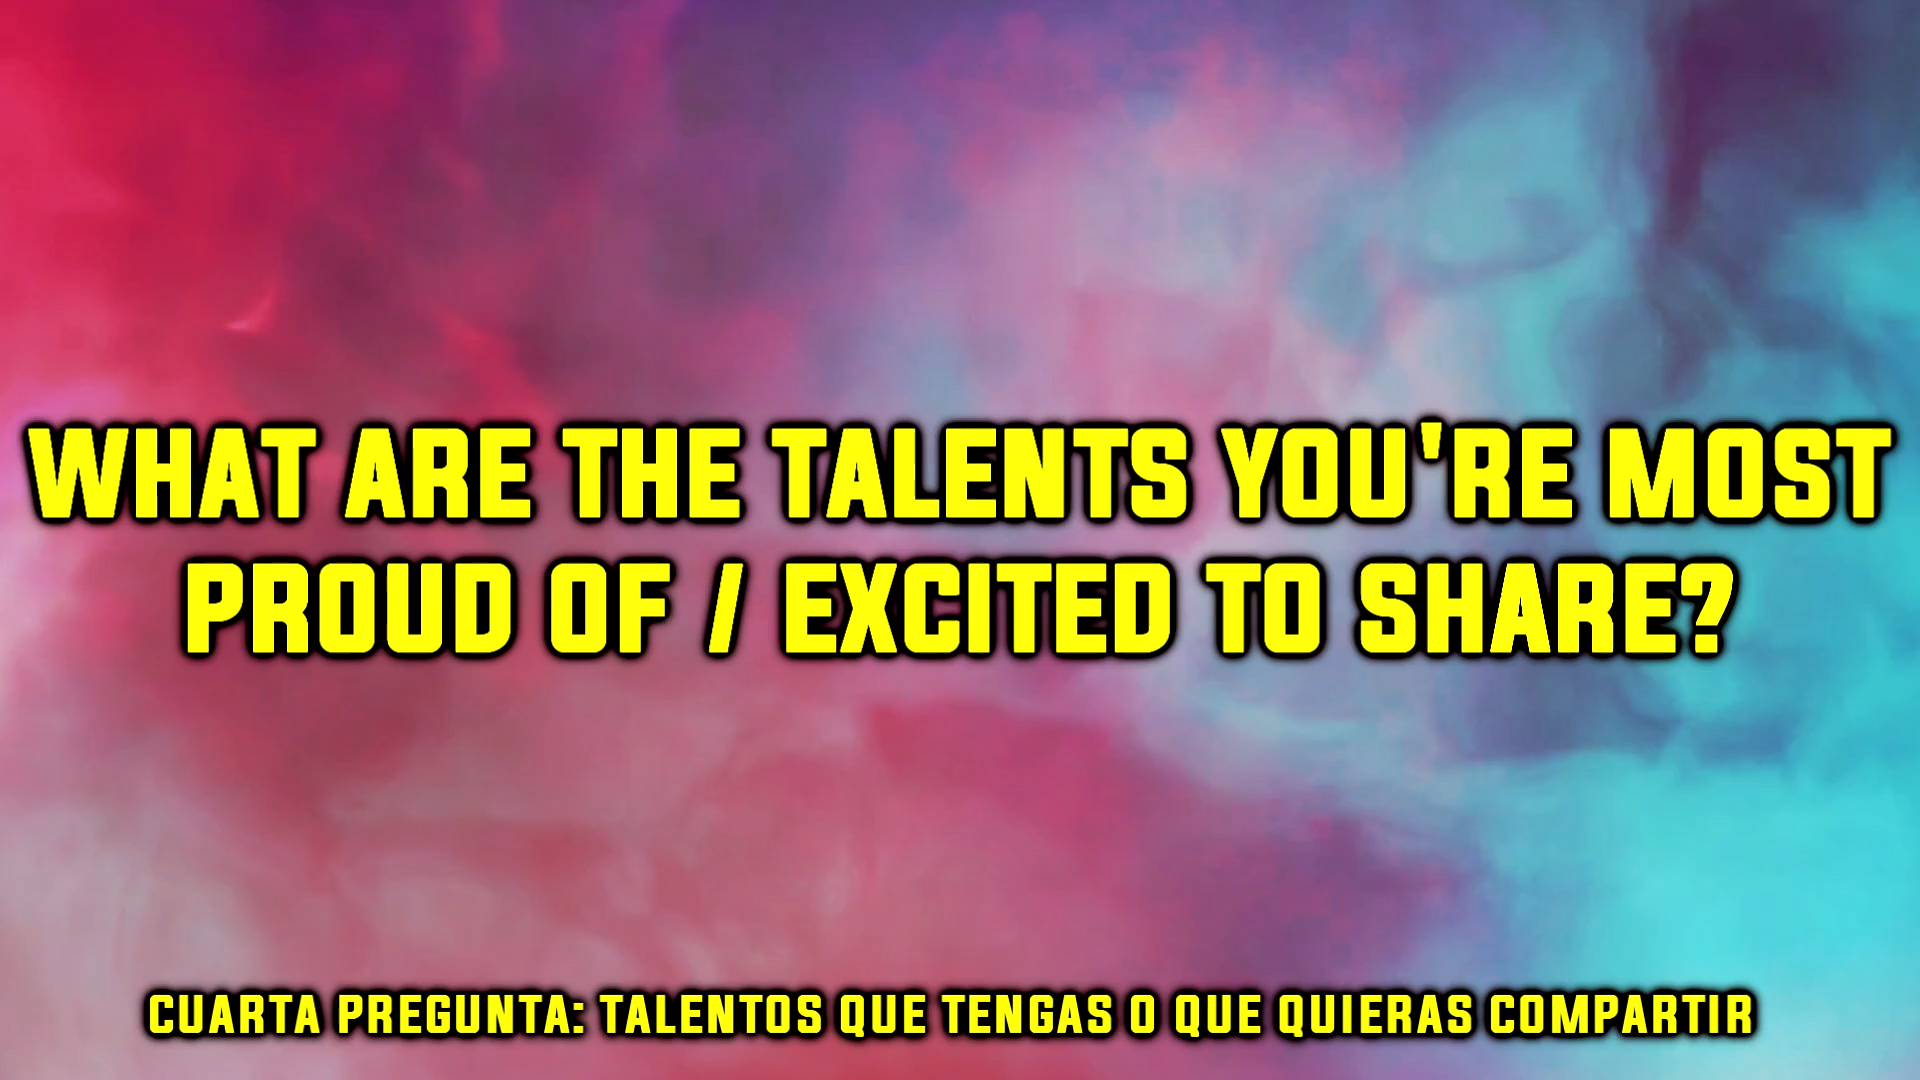 WHAT ARE THE TALENTS YOU'RE MOST
PROUD OF / EXCITED TO SHARE?
CUARTA PREGUNTA: TALENTOS QUE TENGAS O QUE QUIERAS COMPARTIR